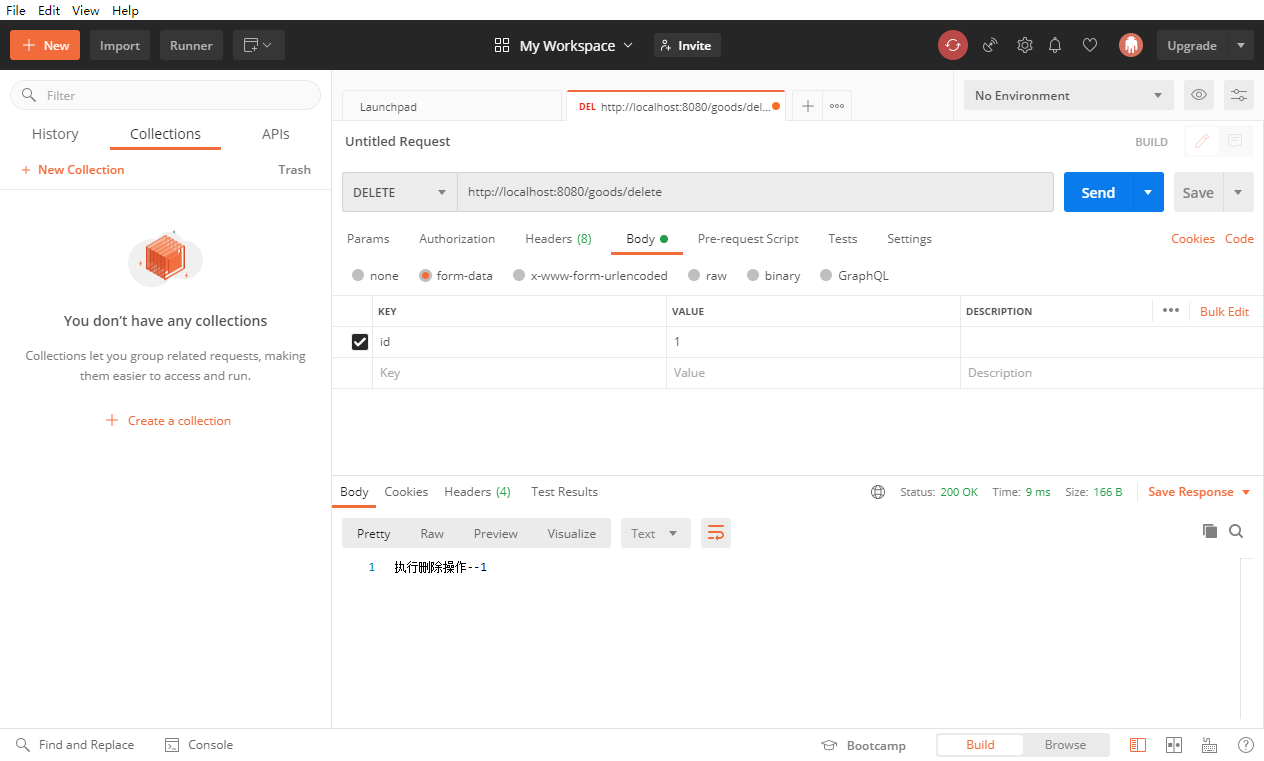 File Edit View Help
New Import Runner My Workspace Invite Upgrade
Filter
History Collections APIs
New Collection Trash
You don't have any collections
Collections let you group related requests, making
them easier to access and run.
Create a collection
Launchpad DEL http://localhost:8080/goods/del... No Environment
Untitled Request BUILD
DELETE http://localhost:8080/goods/delete Send Save
Params Authorization Headers (8) Body Pre-request Script Tests Settings Cookies Code
none form-data x-www-form-urlencoded raw binary GraphQL
KEY VALUE DESCRIPTION Bulk Edit
id 1
Key Value Description
Body Cookies Headers (4) Test Results Status: 200 OK Time: 9 ms Size: 166 B Save Response
Pretty Raw Preview Visualize Text
1 执行删除操作--1
Find and Replace Console Bootcamp Build Browse